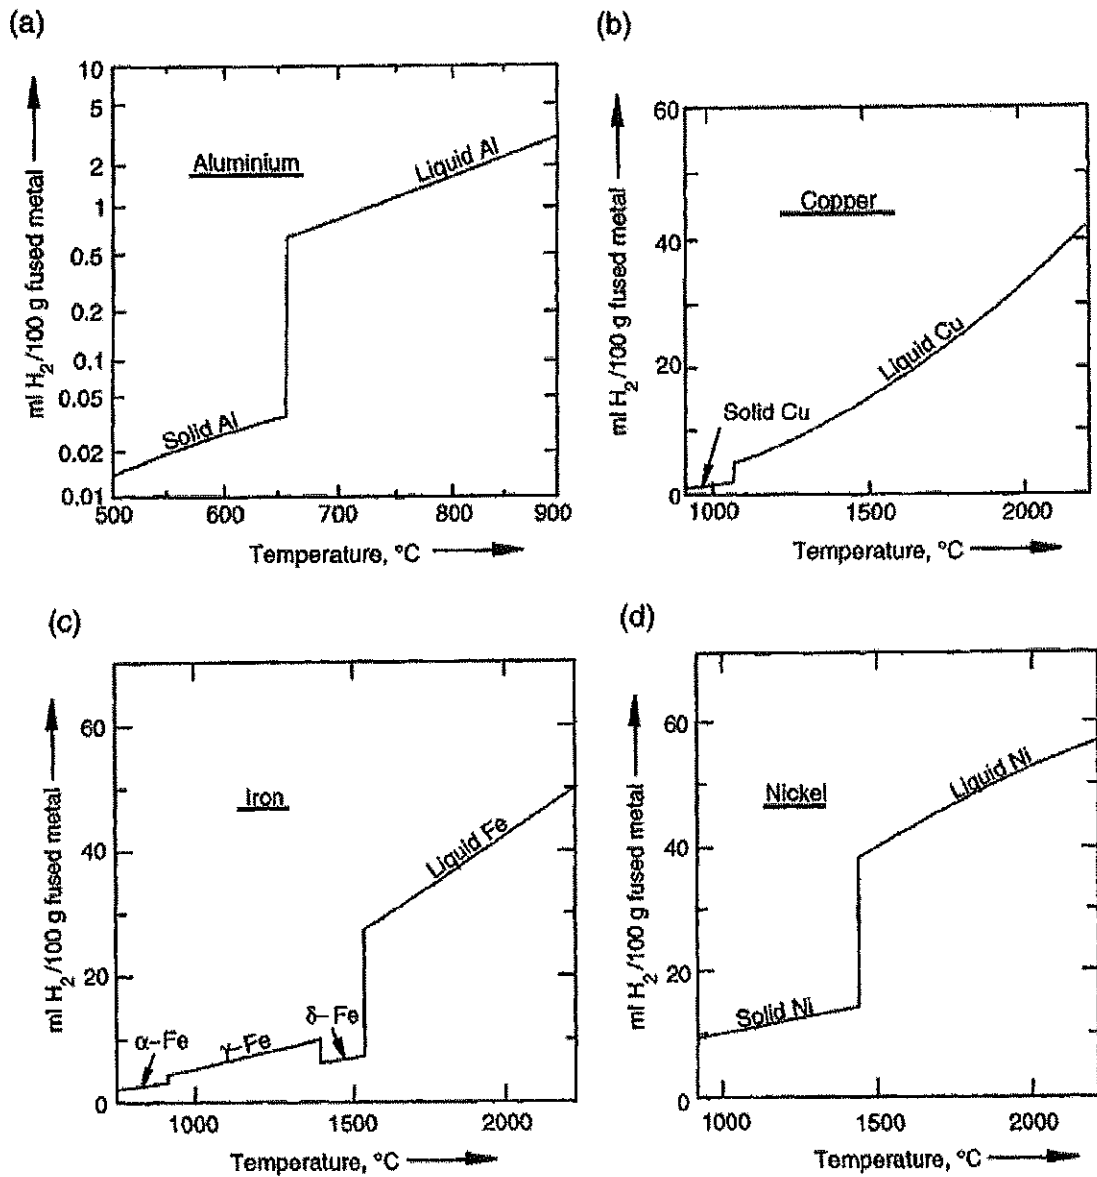 (a)
ml H2/100 g fused metal
10
5
2
1
0.5
0.2
0.1
0.05
0.02
0.01
Aluminium
Liquid Al
Solid Al
500 600 700 800 900
Temperature, °C
(b)
ml H2/100 g fused metal
60
40
20
0
Copper
Liquid Cu
Solid Cu
1000 1500 2000
Temperature, °C
(c)
ml H2/100 g fused metal
60
40
20
0
Iron
Liquid Fe
δ-Fe
α-Fe
γ-Fe
1000 1500 2000
Temperature, °C
(d)
ml H2/100 g fused metal
60
40
20
0
Nickel
Liquid Ni
Solid Ni
1000 1500 2000
Temperature, °C